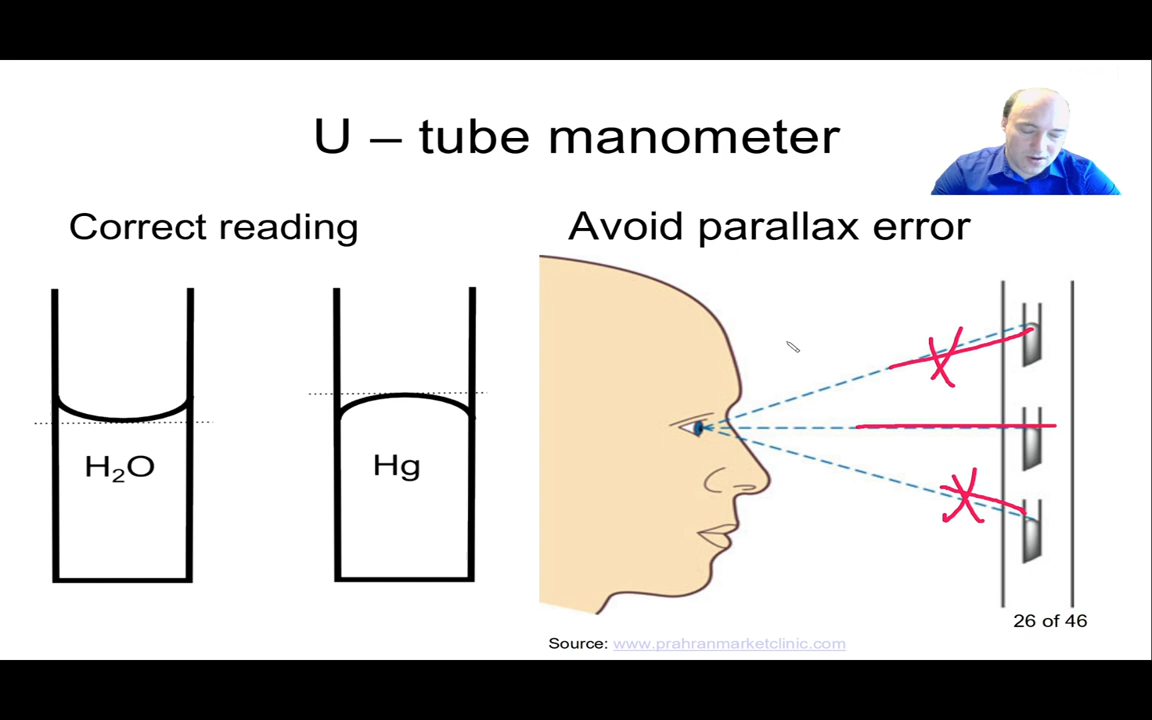 U – tube manometer
Correct reading
Avoid parallax error
H₂O
Hg
26 of 46
Source: www.prahranmarketclinic.com